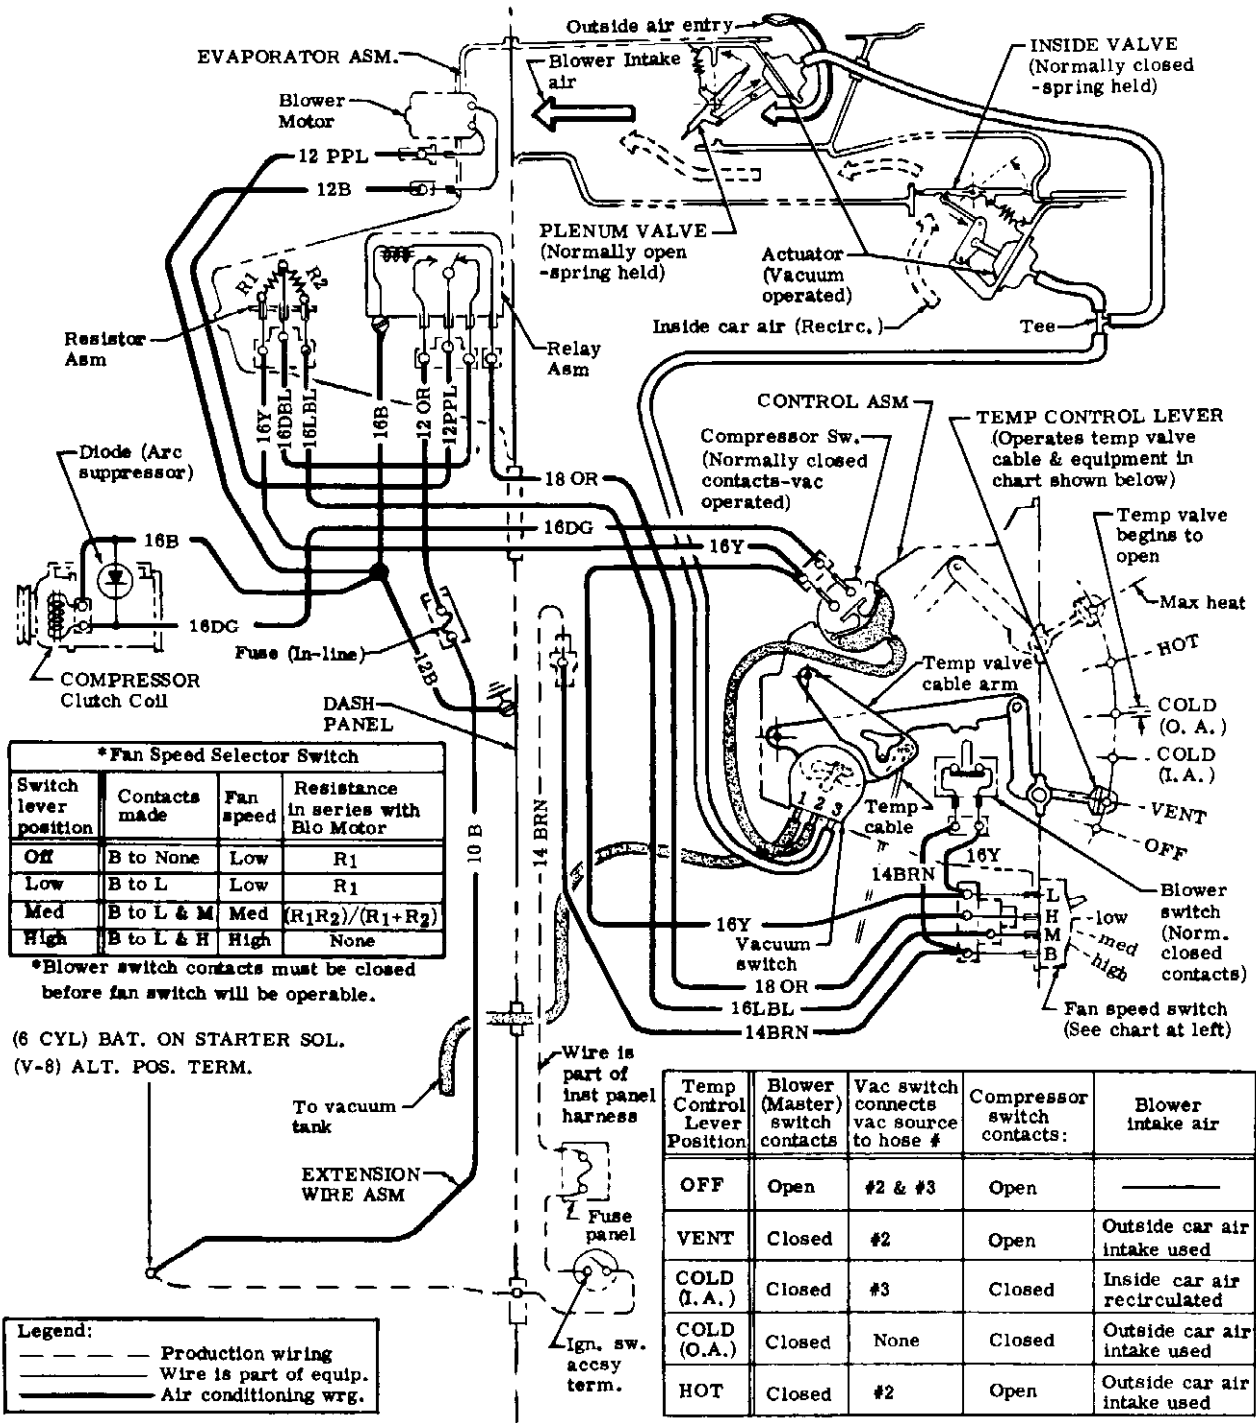 Outside air entry
EVAPORATOR ASM.
Blower Intake
air
INSIDE VALVE
(Normally closed
-spring held)
Blower
Motor
12 PPL
12B
PLENUM VALVE
(Normally open
-spring held)
Actuator
(Vacuum
operated)
R1
R2
Inside car air (Recirc.)
Tee
Resistor
Asm
Relay
Asm
16Y
16DBL
16LBL
16B
12 OR
12PPL
CONTROL ASM
TEMP CONTROL LEVER
(Operates temp valve
cable & equipment in
chart shown below)
Compressor Sw.
(Normally closed
contacts-vac
operated)
Diode (Arc
suppressor)
18 OR
16DG
16Y
16B
Temp valve
begins to
open
Max heat
HOT
16DG
Fuse (In-line)
12B
COMPRESSOR
Clutch Coil
DASH
PANEL
Temp valve
cable arm
COLD
(O. A.)
COLD
(I.A.)
VENT
OFF
*Fan Speed Selector Switch
Switch lever position | Contacts made | Fan speed | Resistance in series with Blo Motor
Off | B to None | Low | R1
Low | B to L | Low | R1
Med | B to L & M | Med | (R1R2)/(R1+R2)
High | B to L & H | High | None
*Blower switch contacts must be closed
before fan switch will be operable.
10 B
14 BRN
1 2 3
Temp
cable
16Y
14BRN
16Y
Vacuum
switch
L
H
M
B
low
med
high
Blower
switch
(Norm.
closed
contacts)
18 OR
16LBL
14BRN
Fan speed switch
(See chart at left)
(6 CYL) BAT. ON STARTER SOL.
(V-8) ALT. POS. TERM.
To vacuum
tank
Wire is
part of
inst panel
harness
EXTENSION
WIRE ASM
Fuse
panel
Ign. sw.
accsy
term.
Temp Control Lever Position | Blower (Master) switch contacts | Vac switch connects vac source to hose # | Compressor switch contacts: | Blower intake air
OFF | Open | #2 & #3 | Open
VENT | Closed | #2 | Open | Outside car air intake used
COLD (I.A.) | Closed | #3 | Closed | Inside car air recirculated
COLD (O.A.) | Closed | None | Closed | Outside car air intake used
HOT | Closed | #2 | Open | Outside car air intake used
Legend:
Production wiring
Wire is part of equip.
Air conditioning wrg.